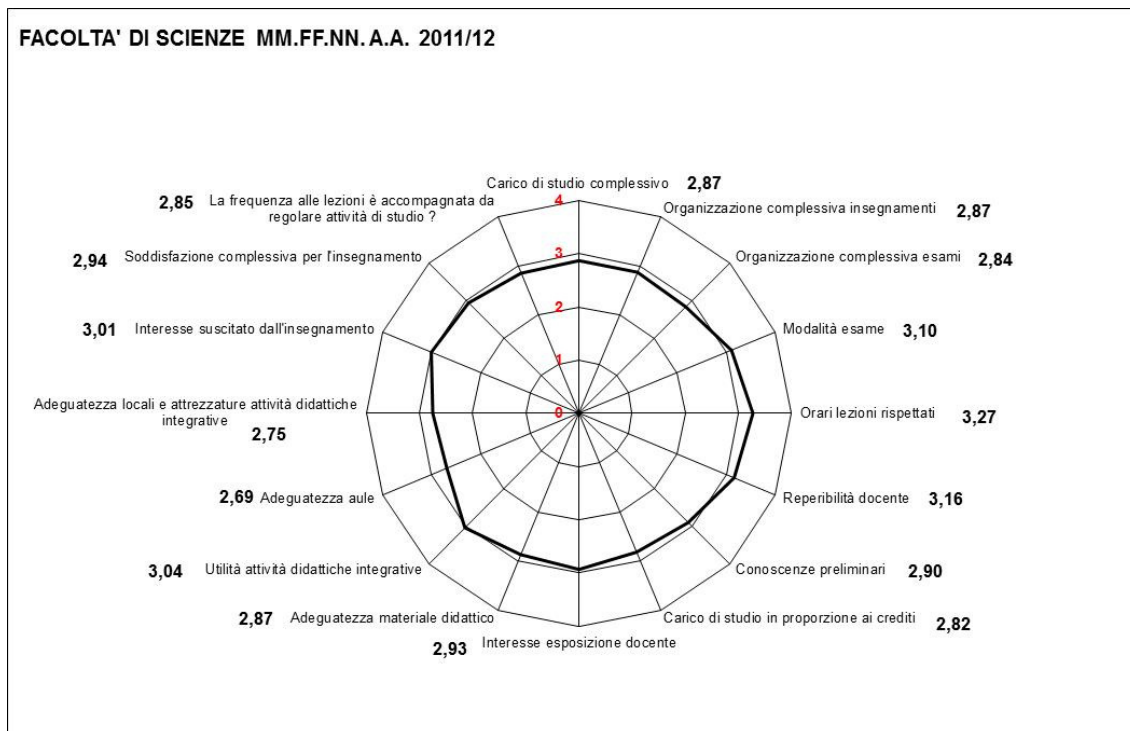 FACOLTA' DI SCIENZE MM.FF.NN. A.A. 2011/12
Carico di studio complessivo 2,87
Organizzazione complessiva insegnamenti 2,87
Organizzazione complessiva esami 2,84
Modalità esame 3,10
Orari lezioni rispettati 3,27
Reperibilità docente 3,16
Conoscenze preliminari 2,90
Carico di studio in proporzione ai crediti 2,82
Interesse esposizione docente
2,93
Adeguatezza materiale didattico
2,87
3,04 Utilità attività didattiche integrative
2,69 Adeguatezza aule
Adeguatezza locali e attrezzature attività didattiche
integrative
2,75
3,01 Interesse suscitato dall'insegnamento
2,94 Soddisfazione complessiva per l'insegnamento
2,85 La frequenza alle lezioni è accompagnata da
regolare attività di studio ?
4
3
2
1
0